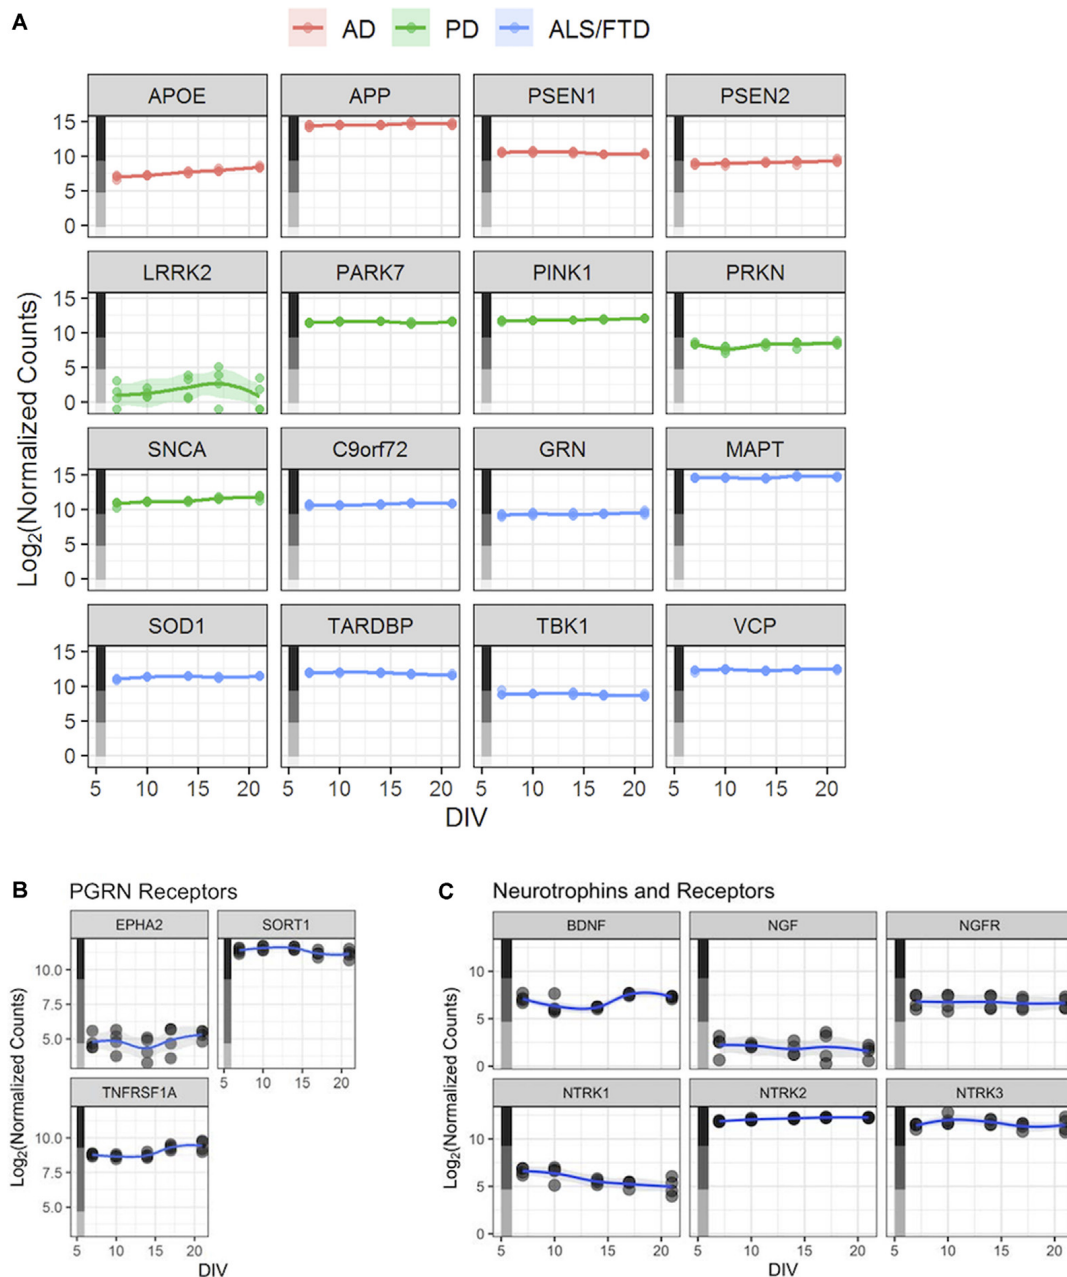 A
AD PD ALS/FTD
APOE APP PSEN1 PSEN2
15
10
5
0
LRRK2 PARK7 PINK1 PRKN
15
10
5
0
Log2(Normalized Counts)
SNCA C9orf72 GRN MAPT
15
10
5
0
SOD1 TARDBP TBK1 VCP
15
10
5
0
5 10 15 20 5 10 15 20 5 10 15 20 5 10 15 20
DIV
B PGRN Receptors
EPHA2 SORT1
10.0
7.5
5.0
5 10 15 20
Log2(Normalized Counts)
TNFRSF1A
10.0
7.5
5.0
5 10 15 20
DIV
C Neurotrophins and Receptors
BDNF NGF NGFR
10
5
0
Log2(Normalized Counts)
NTRK1 NTRK2 NTRK3
10
5
0
5 10 15 20 5 10 15 20 5 10 15 20
DIV